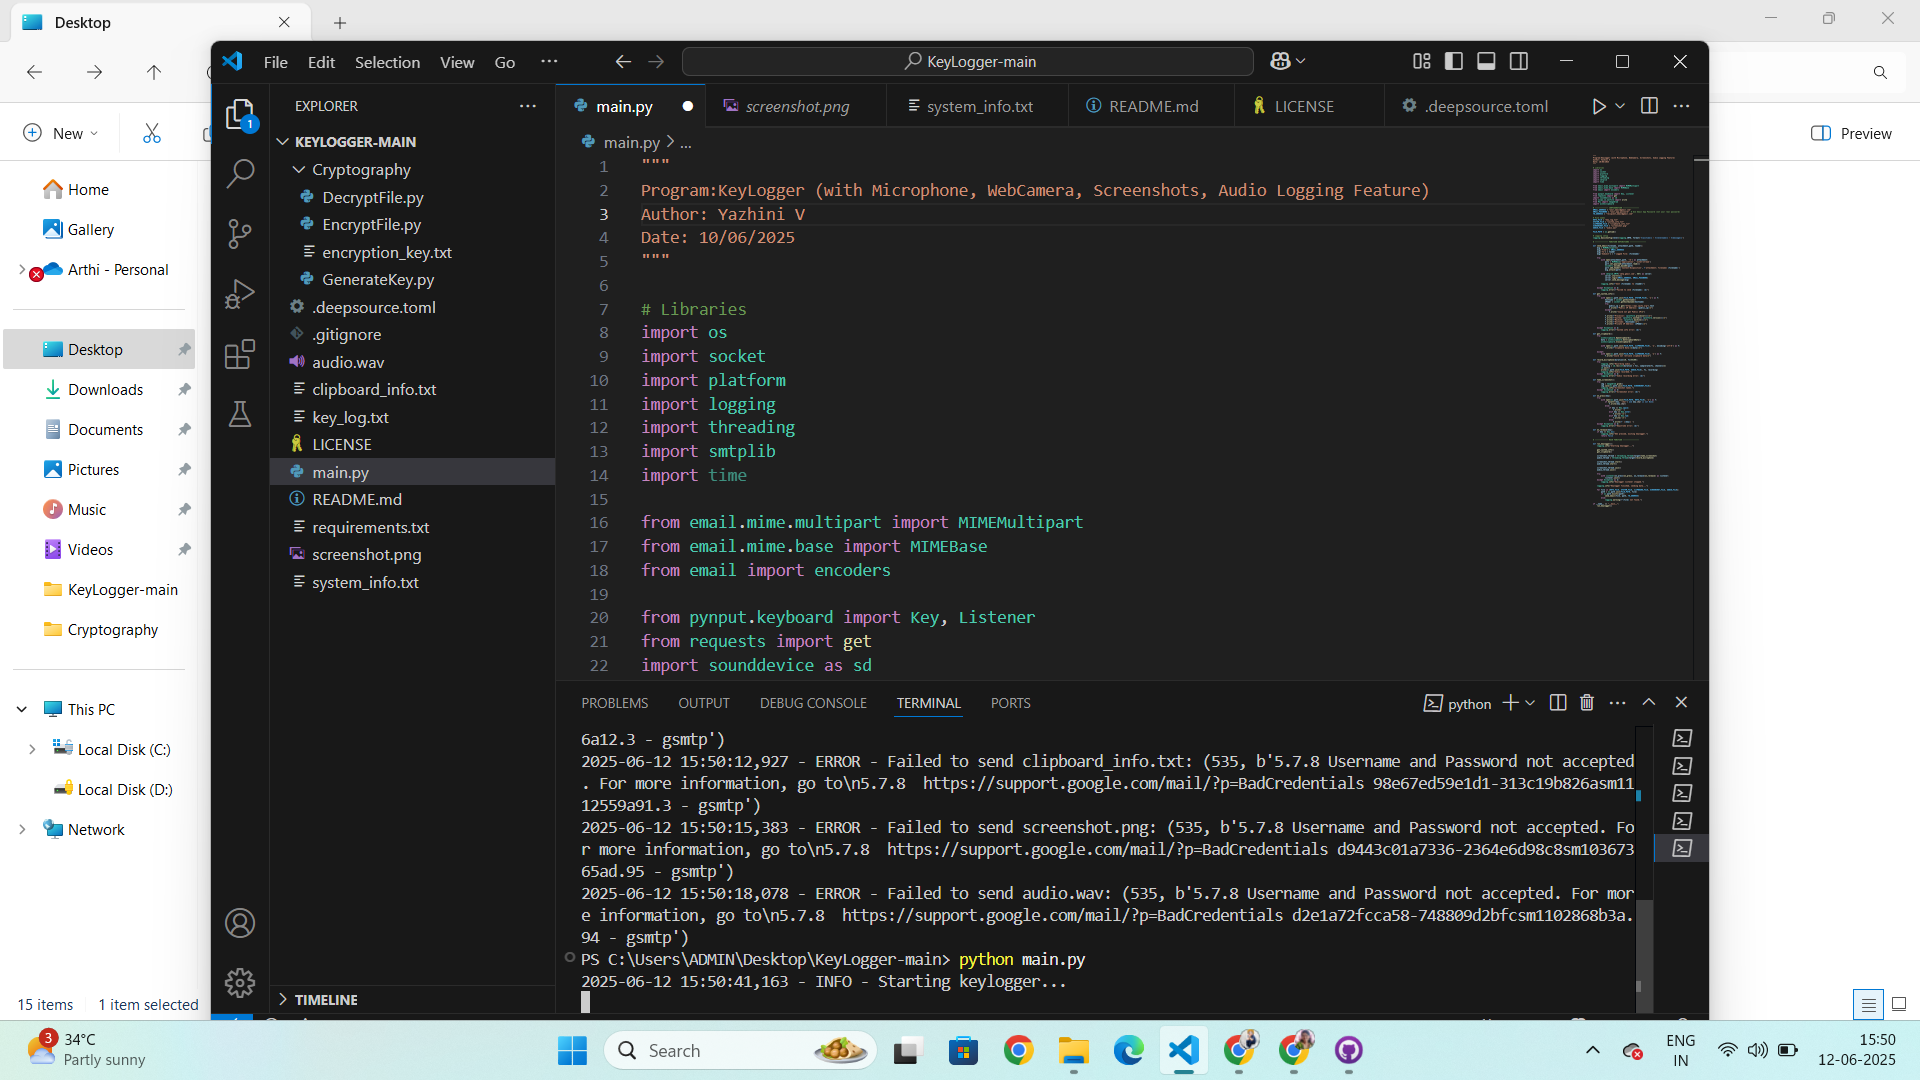 Desktop
New
Preview
Home
Gallery
Arthi - Personal
Desktop
Downloads
Documents
Pictures
Music
Videos
KeyLogger-main
Cryptography
This PC
Local Disk (C:)
Local Disk (D:)
Network
15 items
1 item selected
File Edit Selection View Go ...
KeyLogger-main
EXPLORER
1
KEYLOGGER-MAIN
Cryptography
DecryptFile.py
EncryptFile.py
encryption_key.txt
GenerateKey.py
.deepsource.toml
.gitignore
audio.wav
clipboard_info.txt
key_log.txt
LICENSE
main.py
README.md
requirements.txt
screenshot.png
system_info.txt
TIMELINE
main.py screenshot.png system_info.txt README.md LICENSE .deepsource.toml
main.py > ...
1 """
2 Program:KeyLogger (with Microphone, WebCamera, Screenshots, Audio Logging Feature)
3 Author: Yazhini V
4 Date: 10/06/2025
5 """
6
7 # Libraries
8 import os
9 import socket
10 import platform
11 import logging
12 import threading
13 import smtplib
14 import time
15
16 from email.mime.multipart import MIMEMultipart
17 from email.mime.base import MIMEBase
18 from email import encoders
19
20 from pynput.keyboard import Key, Listener
21 from requests import get
22 import sounddevice as sd
PROBLEMS OUTPUT DEBUG CONSOLE TERMINAL PORTS
python
6a12.3 - gsmtp')
2025-06-12 15:50:12,927 - ERROR - Failed to send clipboard_info.txt: (535, b'5.7.8 Username and Password not accepted
. For more information, go to\n5.7.8  https://support.google.com/mail/?p=BadCredentials 98e67ed59e1d1-313c19b826asm11
12559a91.3 - gsmtp')
2025-06-12 15:50:15,383 - ERROR - Failed to send screenshot.png: (535, b'5.7.8 Username and Password not accepted. Fo
r more information, go to\n5.7.8  https://support.google.com/mail/?p=BadCredentials d9443c01a7336-2364e6d98c8sm103673
65ad.95 - gsmtp')
2025-06-12 15:50:18,078 - ERROR - Failed to send audio.wav: (535, b'5.7.8 Username and Password not accepted. For mor
e information, go to\n5.7.8  https://support.google.com/mail/?p=BadCredentials d2e1a72fcca58-748809d2bfcsm1102868b3a.
94 - gsmtp')
PS C:\Users\ADMIN\Desktop\KeyLogger-main> python main.py
2025-06-12 15:50:41,163 - INFO - Starting keylogger...
3
34°C
Partly sunny
Search
ENG
IN
15:50
12-06-2025